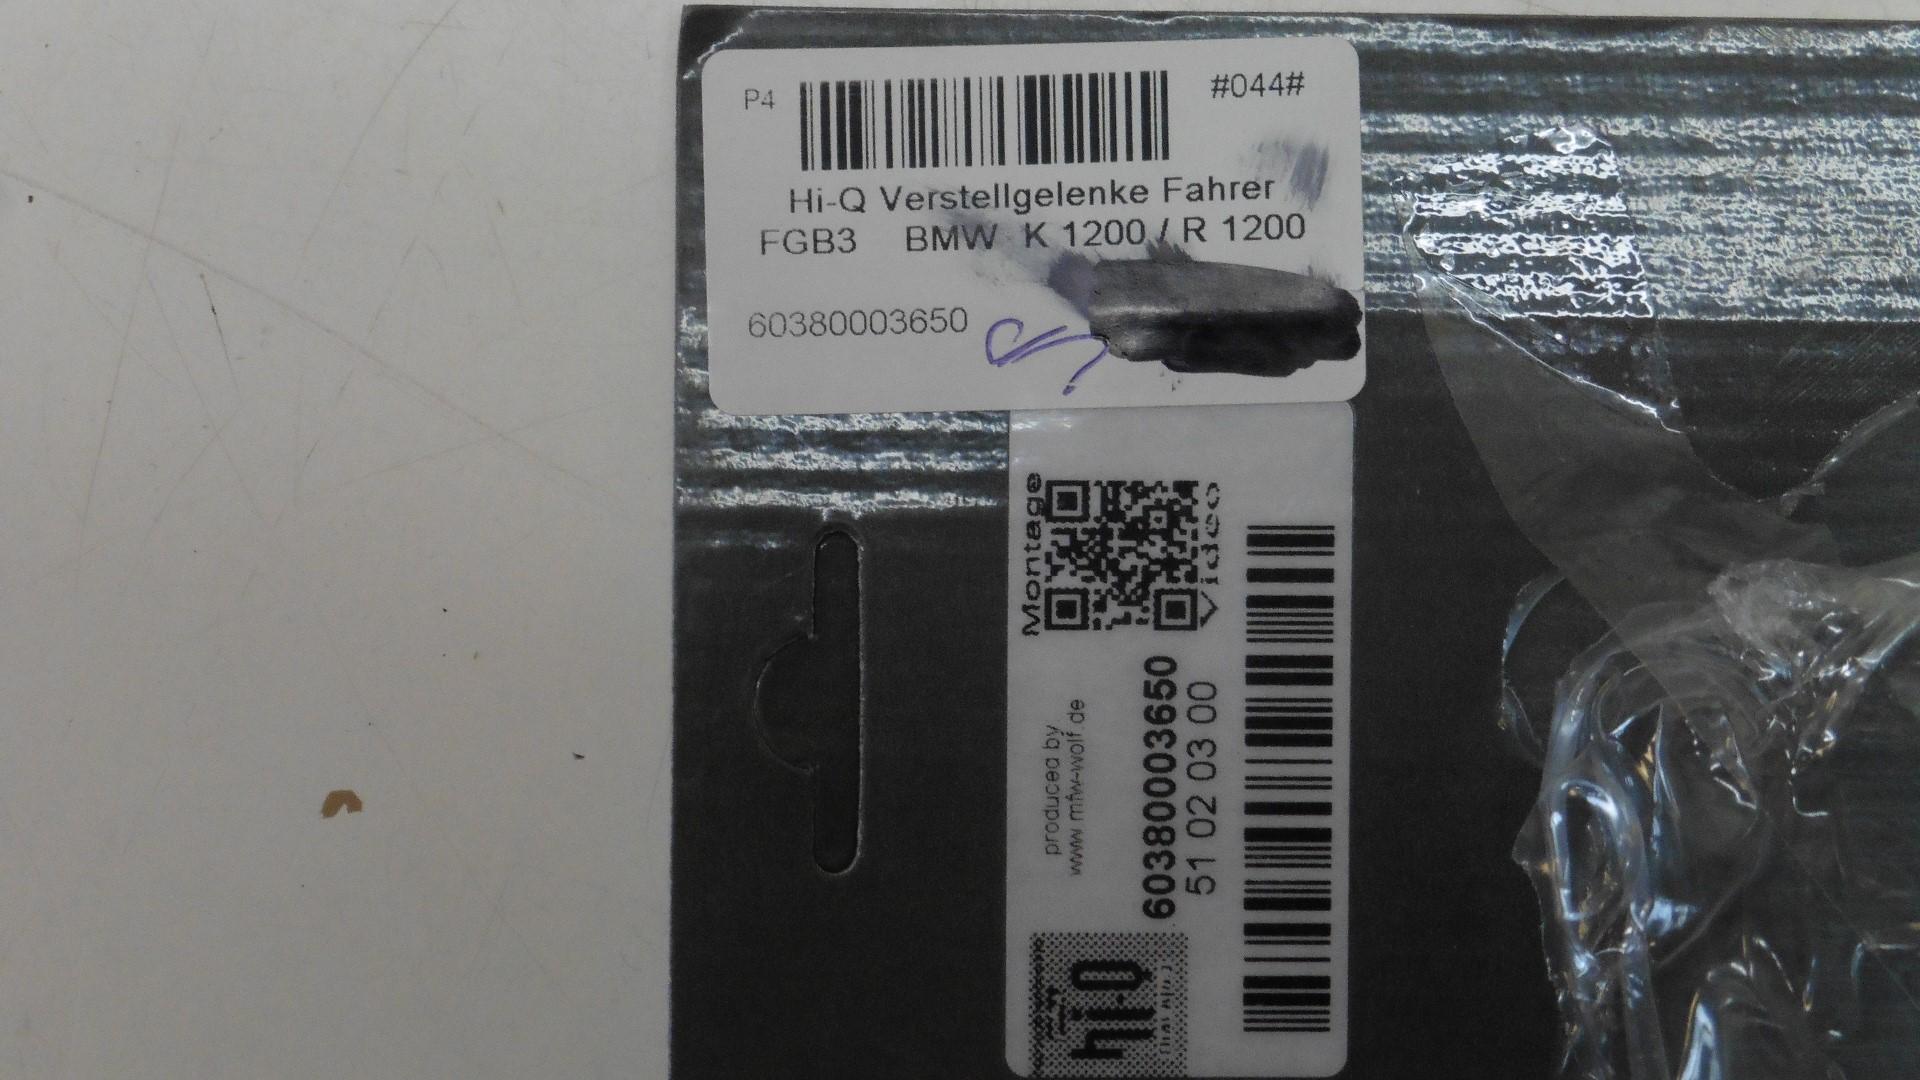 P4
#044#
Hi-Q Verstellgelenke Fahrer
FGB3 BMW K 1200 / R 1200
60380003650
Montage
Video
produced by
www.mfw-wolf.de
60380003650
51 02 03 00
hi-Q